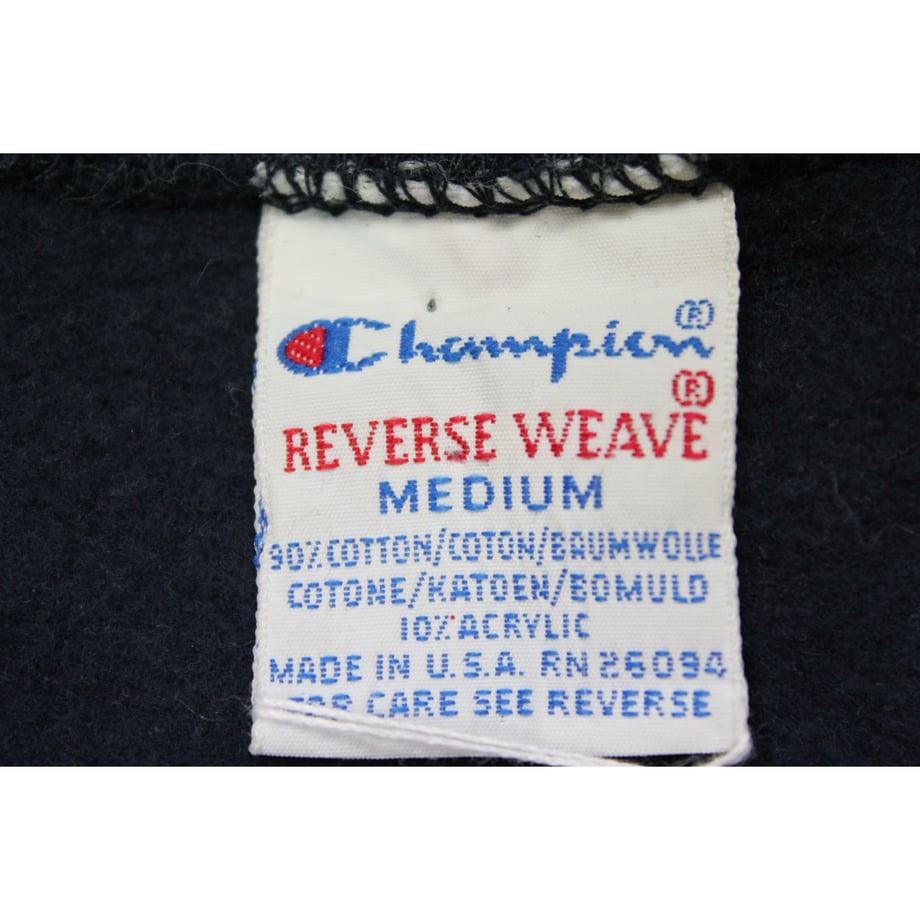 Champion®
REVERSE WEAVE®
MEDIUM
90% COTTON/COTON/BAUMWOLLE
COTONE/KATOEN/BOMULD
10% ACRYLIC
MADE IN U.S.A. RN 26094
FOR CARE SEE REVERSE